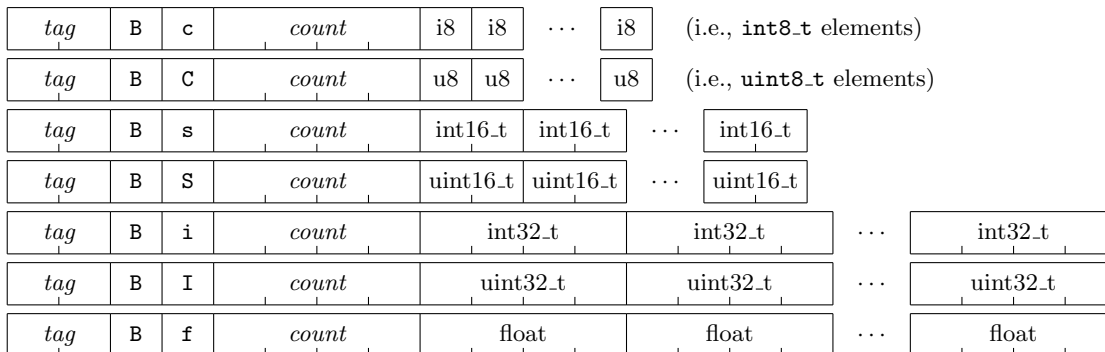 tag B c count i8 i8 ··· i8 (i.e., int8_t elements)
tag B C count u8 u8 ··· u8 (i.e., uint8_t elements)
tag B s count int16_t int16_t ··· int16_t
tag B S count uint16_t uint16_t ··· uint16_t
tag B i count int32_t int32_t ··· int32_t
tag B I count uint32_t uint32_t ··· uint32_t
tag B f count float float ··· float